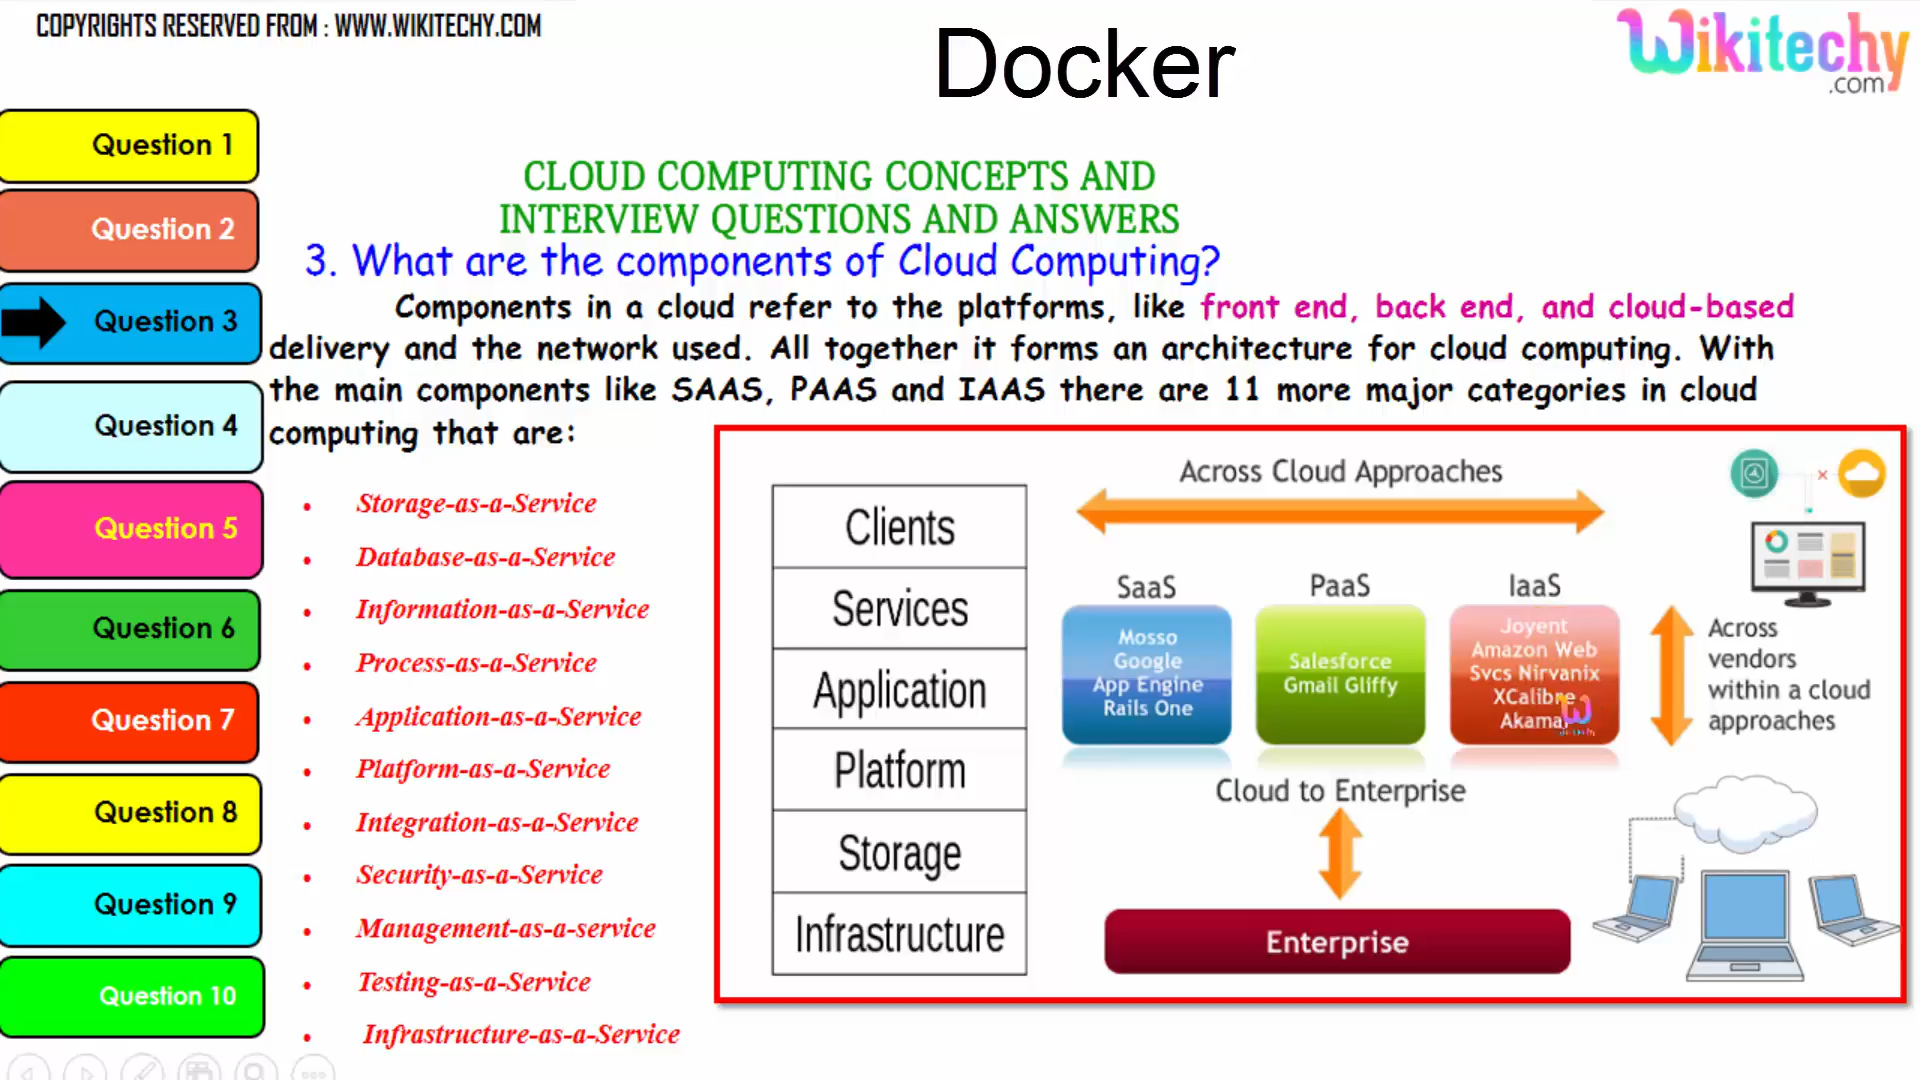 COPYRIGHTS RESERVED FROM : WWW.WIKITECHY.COM
Docker
Wikitechy
.com
Question 1
Question 2
Question 3
Question 4
Question 5
Question 6
Question 7
Question 8
Question 9
Question 10
CLOUD COMPUTING CONCEPTS AND
INTERVIEW QUESTIONS AND ANSWERS
3. What are the components of Cloud Computing?
Components in a cloud refer to the platforms, like front end, back end, and cloud-based
delivery and the network used. All together it forms an architecture for cloud computing. With
the main components like SAAS, PAAS and IAAS there are 11 more major categories in cloud
computing that are:
• Storage-as-a-Service
• Database-as-a-Service
• Information-as-a-Service
• Process-as-a-Service
• Application-as-a-Service
• Platform-as-a-Service
• Integration-as-a-Service
• Security-as-a-Service
• Management-as-a-service
• Testing-as-a-Service
• Infrastructure-as-a-Service
Clients
Services
Application
Platform
Storage
Infrastructure
Across Cloud Approaches
SaaS
Mosso
Google
App Engine
Rails One
PaaS
Salesforce
Gmail Gliffy
IaaS
Joyent
Amazon Web
Svcs Nirvanix
XCalibre
Akamai
Across
vendors
within a cloud
approaches
Cloud to Enterprise
Enterprise